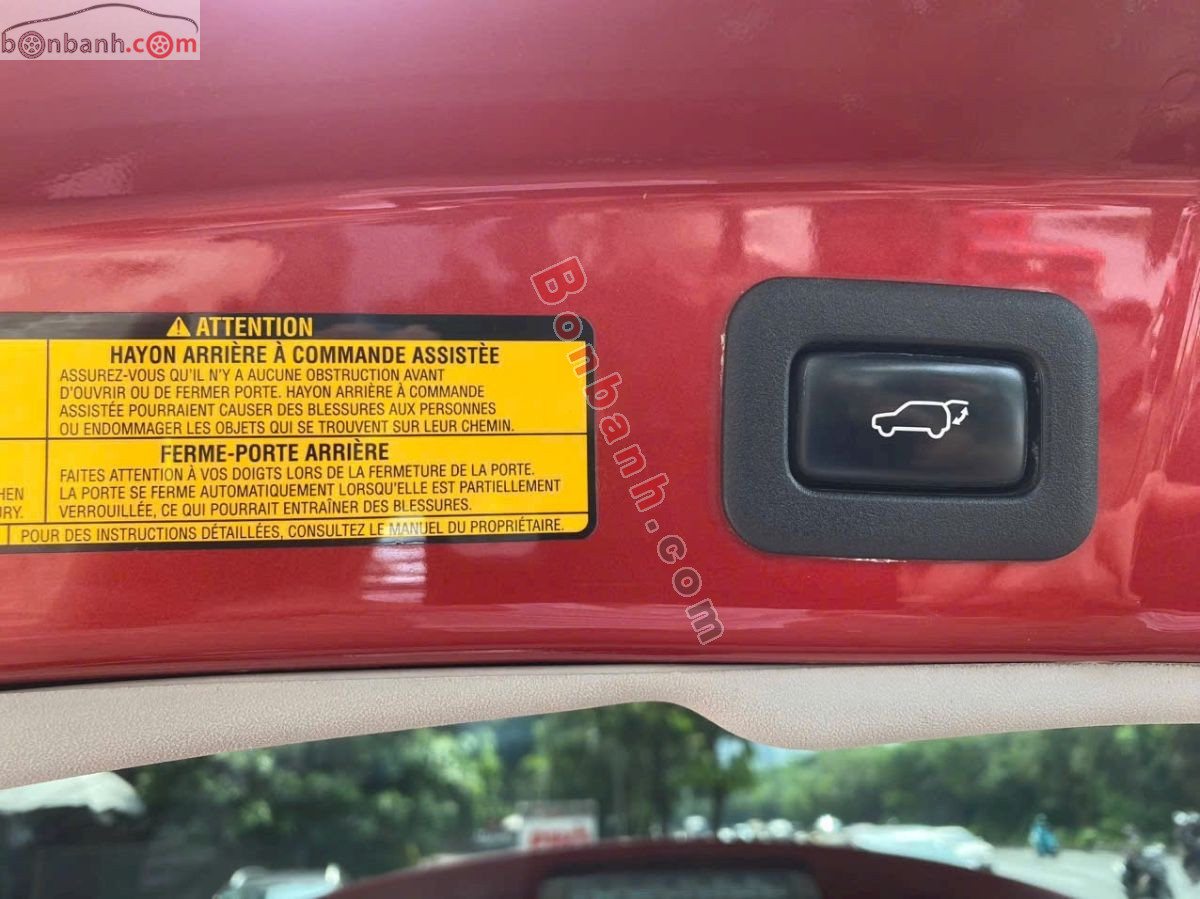 bonbanh.com
ATTENTION
HAYON ARRIÈRE À COMMANDE ASSISTÈE
ASSUREZ-VOUS QU'IL N'Y A AUCUNE OBSTRUCTION AVANT
D'OUVRIR OU DE FERMER PORTE. HAYON ARRIÈRE À COMMANDE
ASSISTÉE POURRAIENT CAUSER DES BLESSURES AUX PERSONNES
OU ENDOMMAGER LES OBJETS QUI SE TROUVENT SUR LEUR CHEMIN.
FERME-PORTE ARRIÈRE
FAITES ATTENTION À VOS DOIGTS LORS DE LA FERMETURE DE LA PORTE.
LA PORTE SE FERME AUTOMATIQUEMENT LORSQU'ELLE EST PARTIELLEMENT
VERROUILLÉE, CE QUI POURRAIT ENTRAÎNER DES BLESSURES.
POUR DES INSTRUCTIONS DÉTAILLÉES, CONSULTEZ LE MANUEL DU PROPRIÉTAIRE.
Bonbanh.com